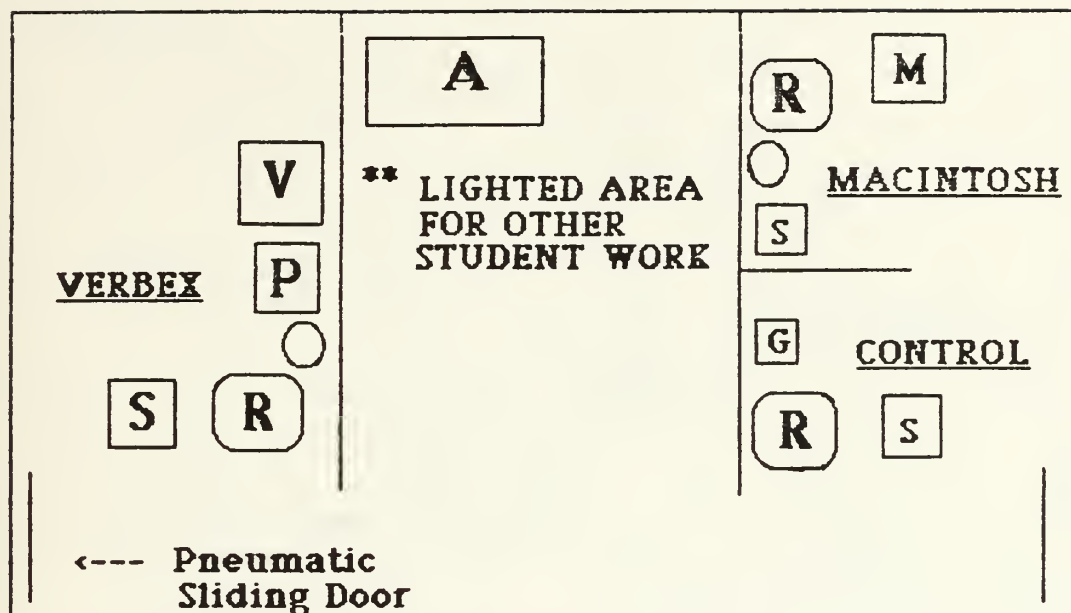 A
R
M
V
** LIGHTED AREA
FOR OTHER
STUDENT WORK
MACINTOSH
S
VERBEX
P
G
CONTROL
S
R
R
S
<--- Pneumatic
Sliding Door